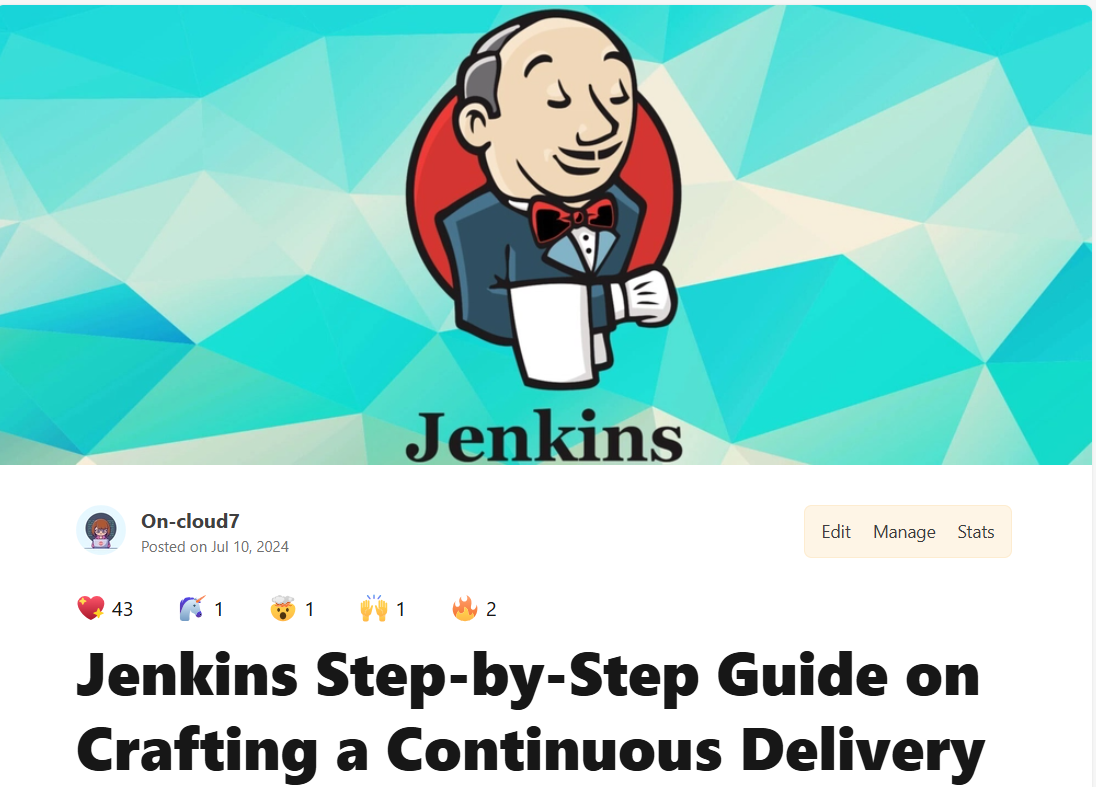 Jenkins
On-cloud7
Posted on Jul 10, 2024
Edit Manage Stats
43 1 1 1 2
Jenkins Step-by-Step Guide on
Crafting a Continuous Delivery